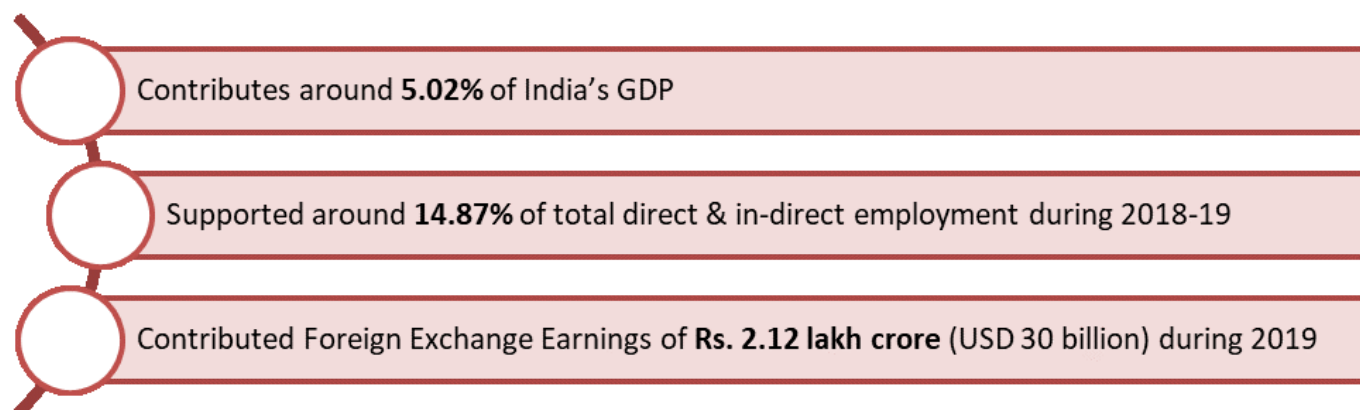 Contributes around 5.02% of India’s GDP
Supported around 14.87% of total direct & in-direct employment during 2018-19
Contributed Foreign Exchange Earnings of Rs. 2.12 lakh crore (USD 30 billion) during 2019